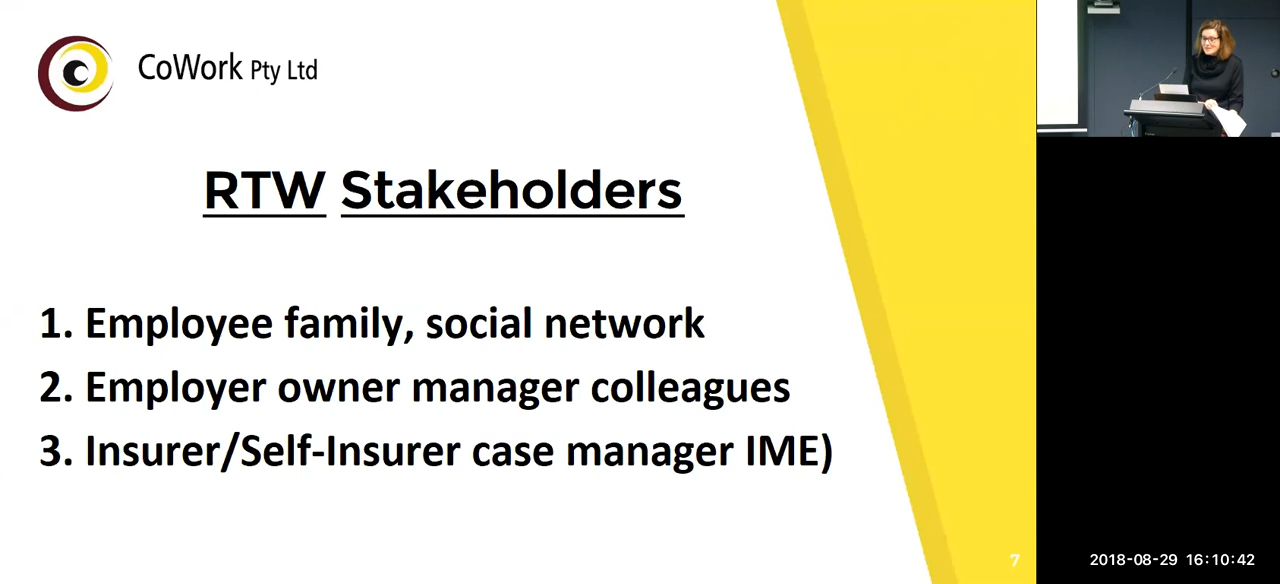 CoWork Pty Ltd
RTW Stakeholders
1. Employee family, social network
2. Employer owner manager colleagues
3. Insurer/Self-Insurer case manager IME)
7
2018-08-29 16:10:42